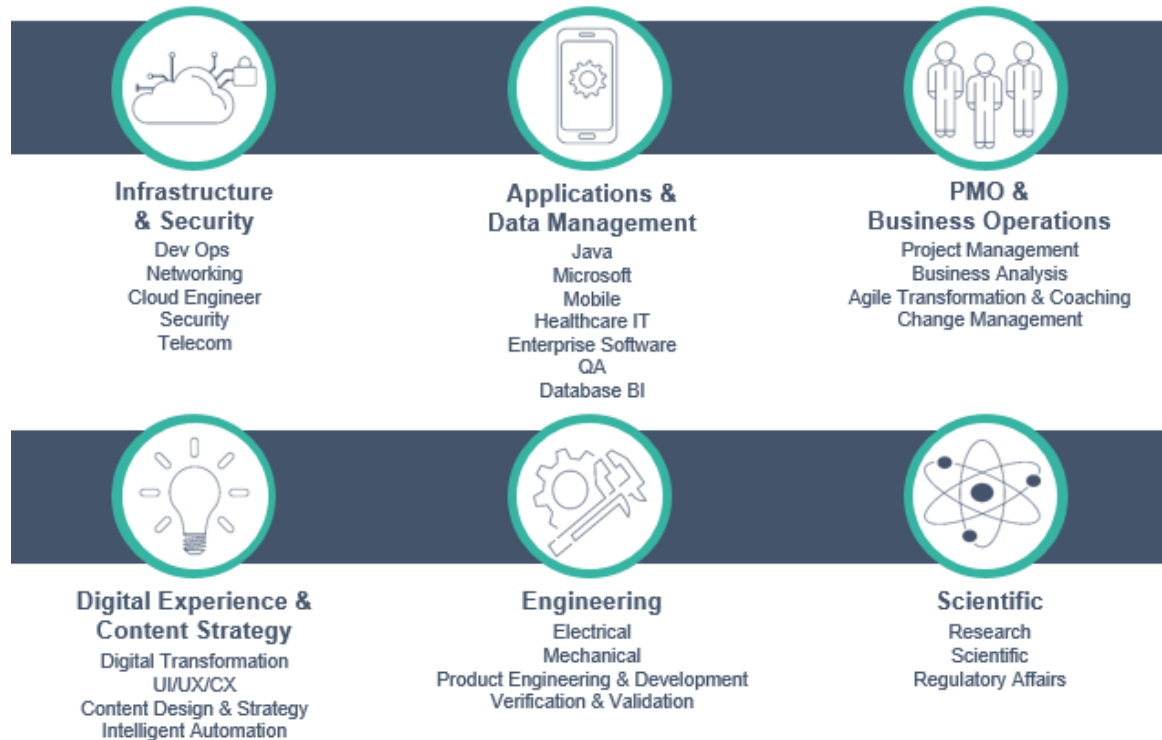 Infrastructure
& Security
Dev Ops
Networking
Cloud Engineer
Security
Telecom
Applications &
Data Management
Java
Microsoft
Mobile
Healthcare IT
Enterprise Software
QA
Database BI
PMO &
Business Operations
Project Management
Business Analysis
Agile Transformation & Coaching
Change Management
Digital Experience &
Content Strategy
Digital Transformation
UI/UX/CX
Content Design & Strategy
Intelligent Automation
Engineering
Electrical
Mechanical
Product Engineering & Development
Verification & Validation
Scientific
Research
Scientific
Regulatory Affairs